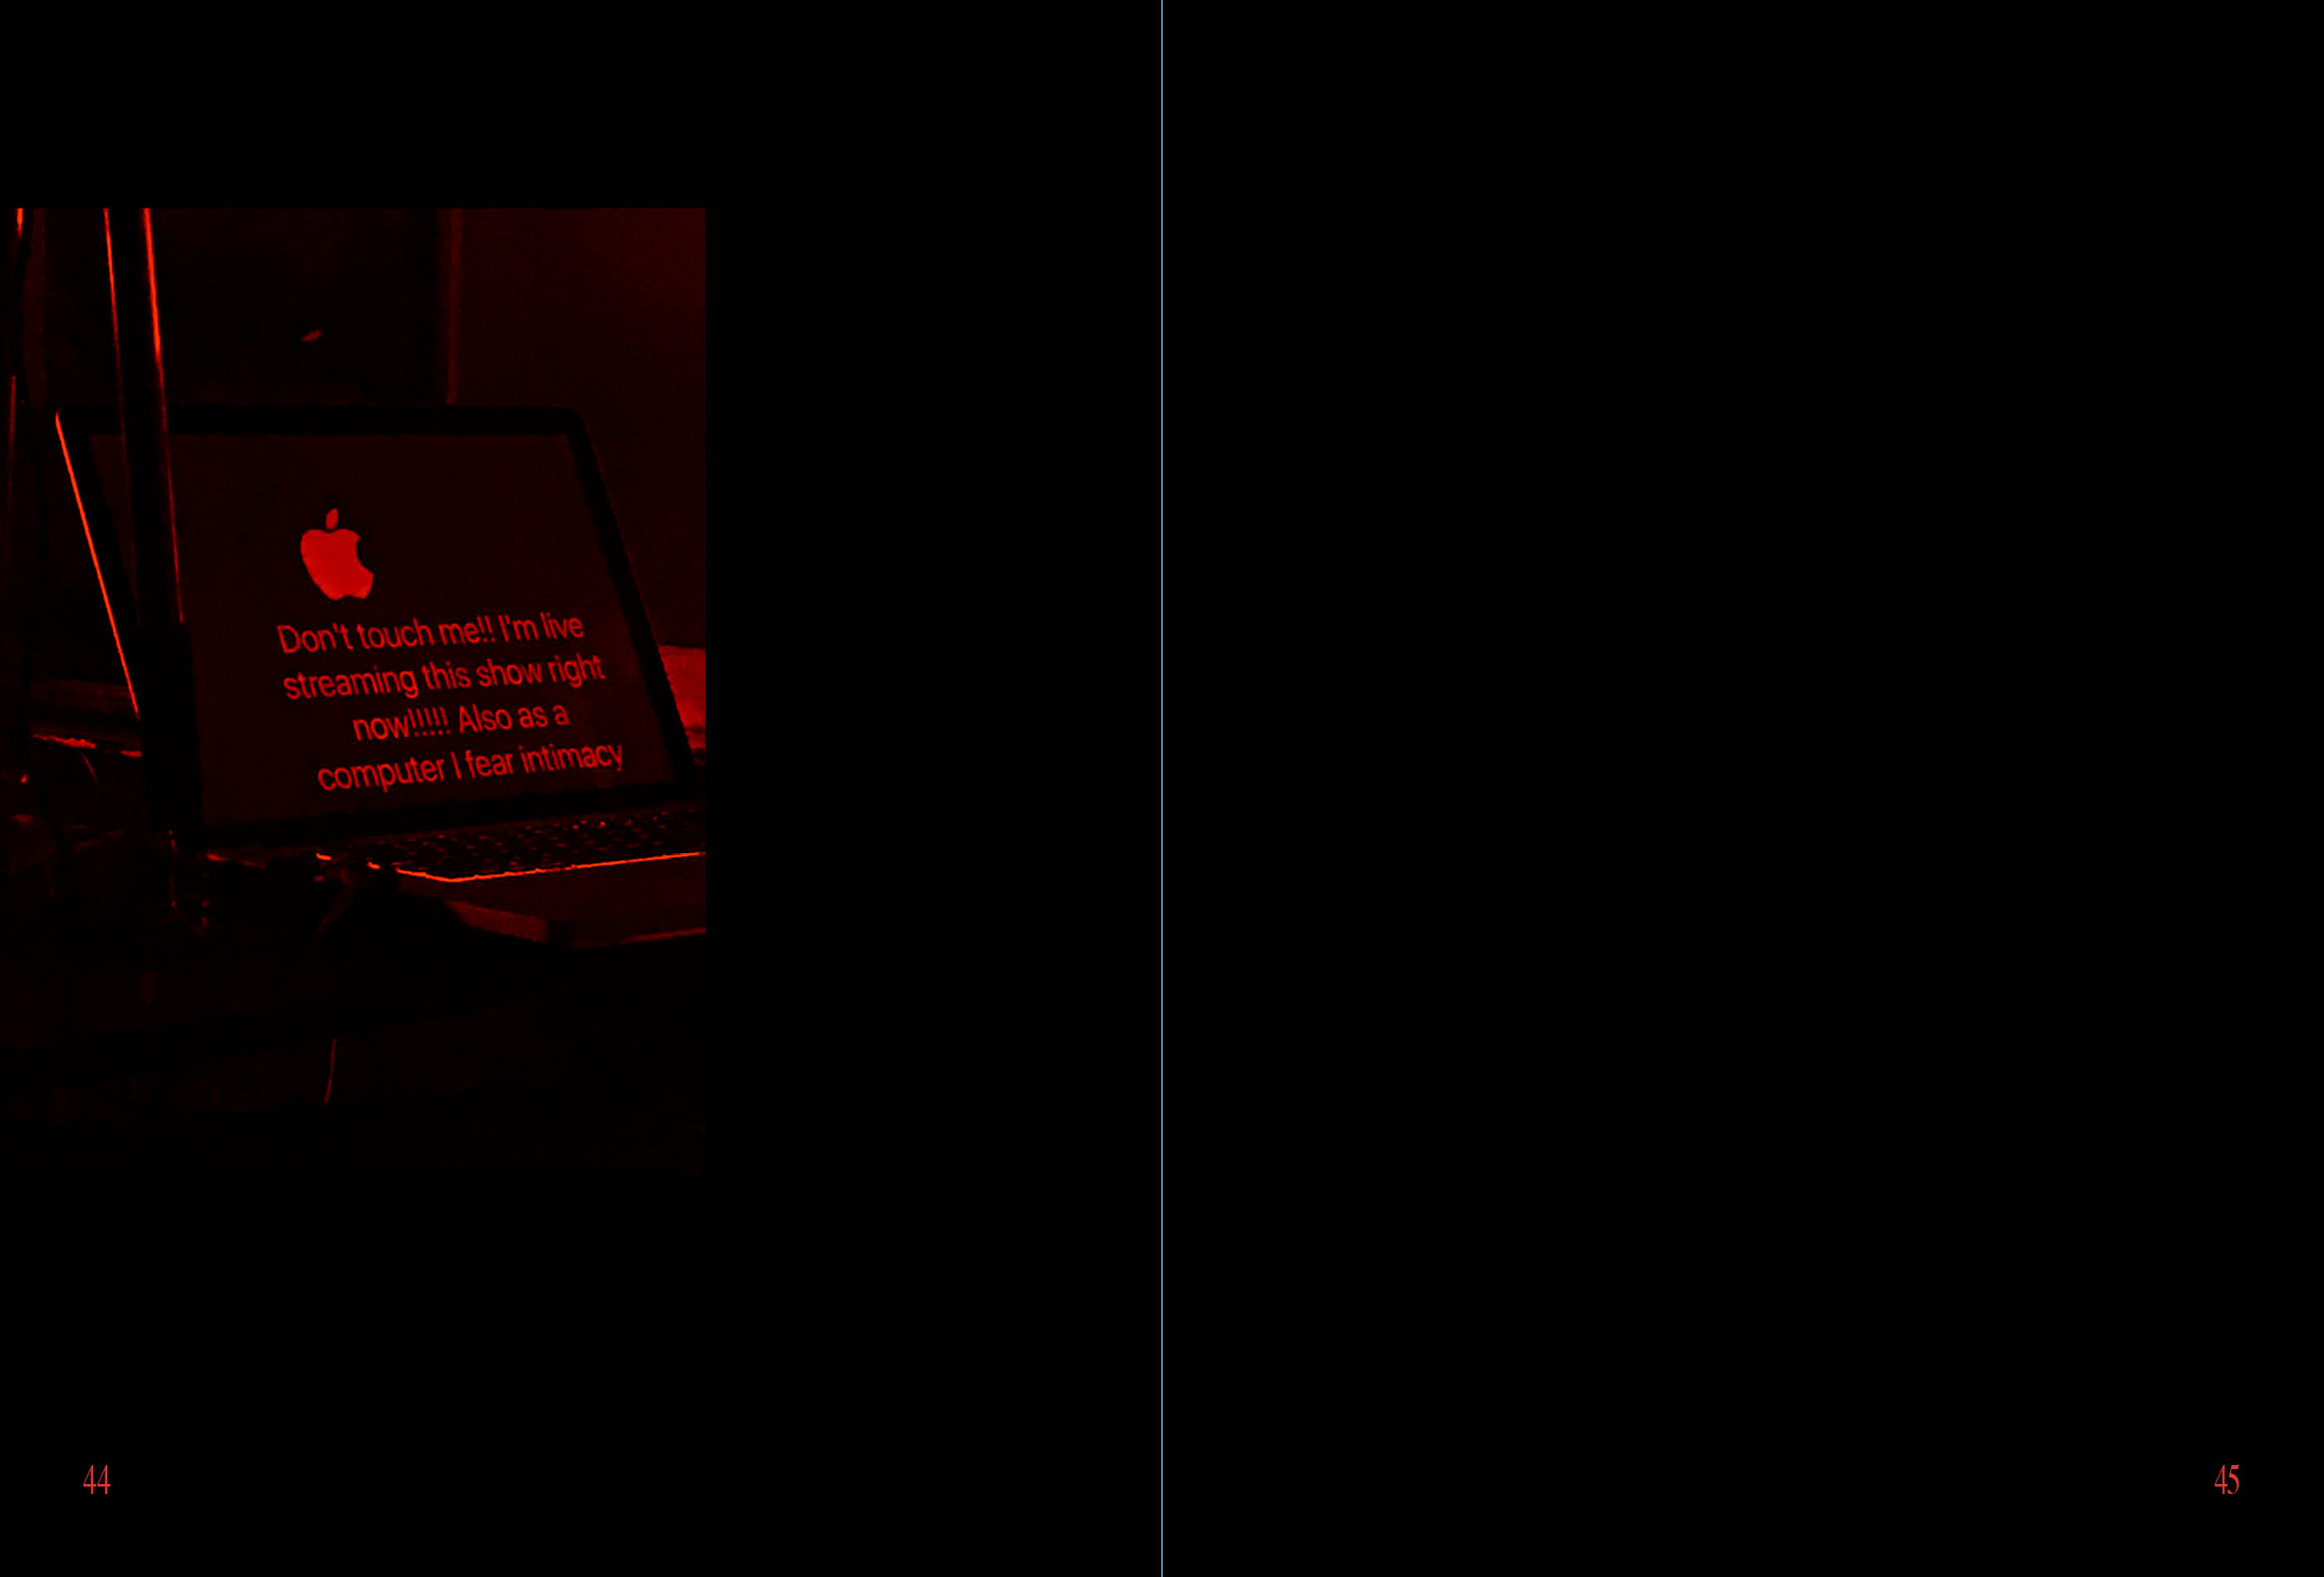 Don't touch me!! I'm live
streaming this show right
now!!!!! Also as a
computer I fear intimacy
44
45